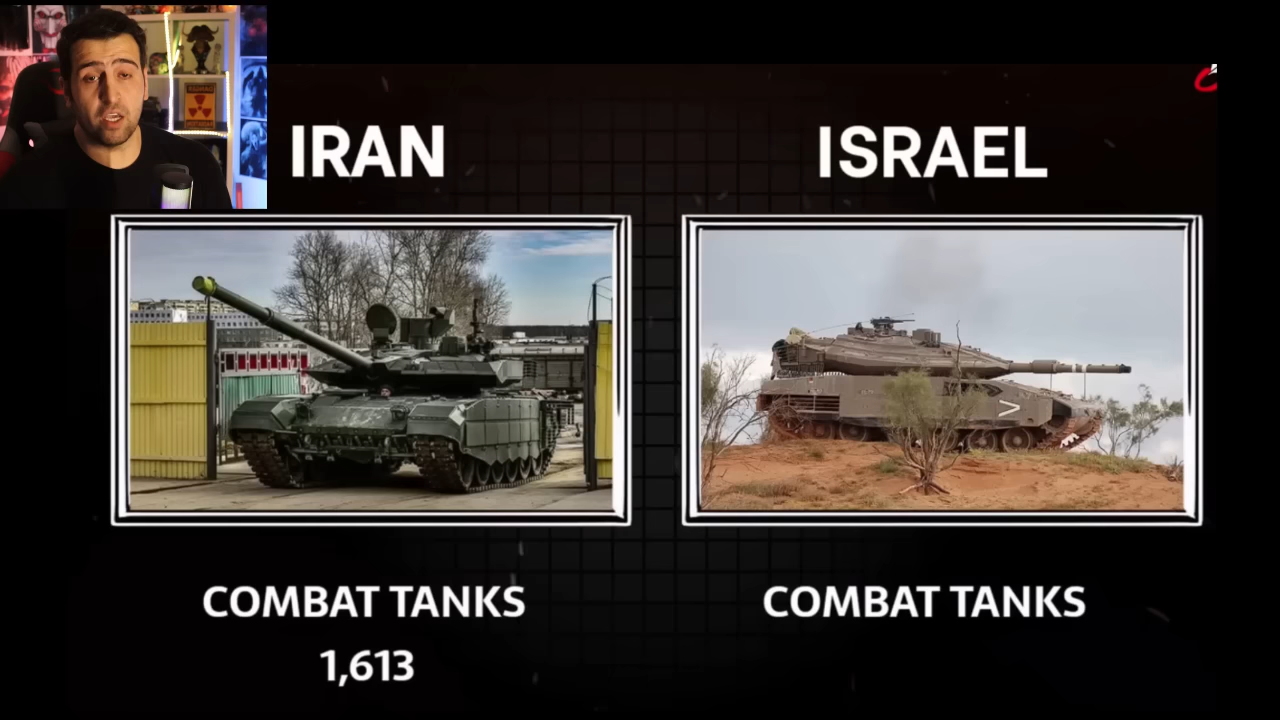 IRAN
ISRAEL
COMBAT TANKS
1,613
COMBAT TANKS